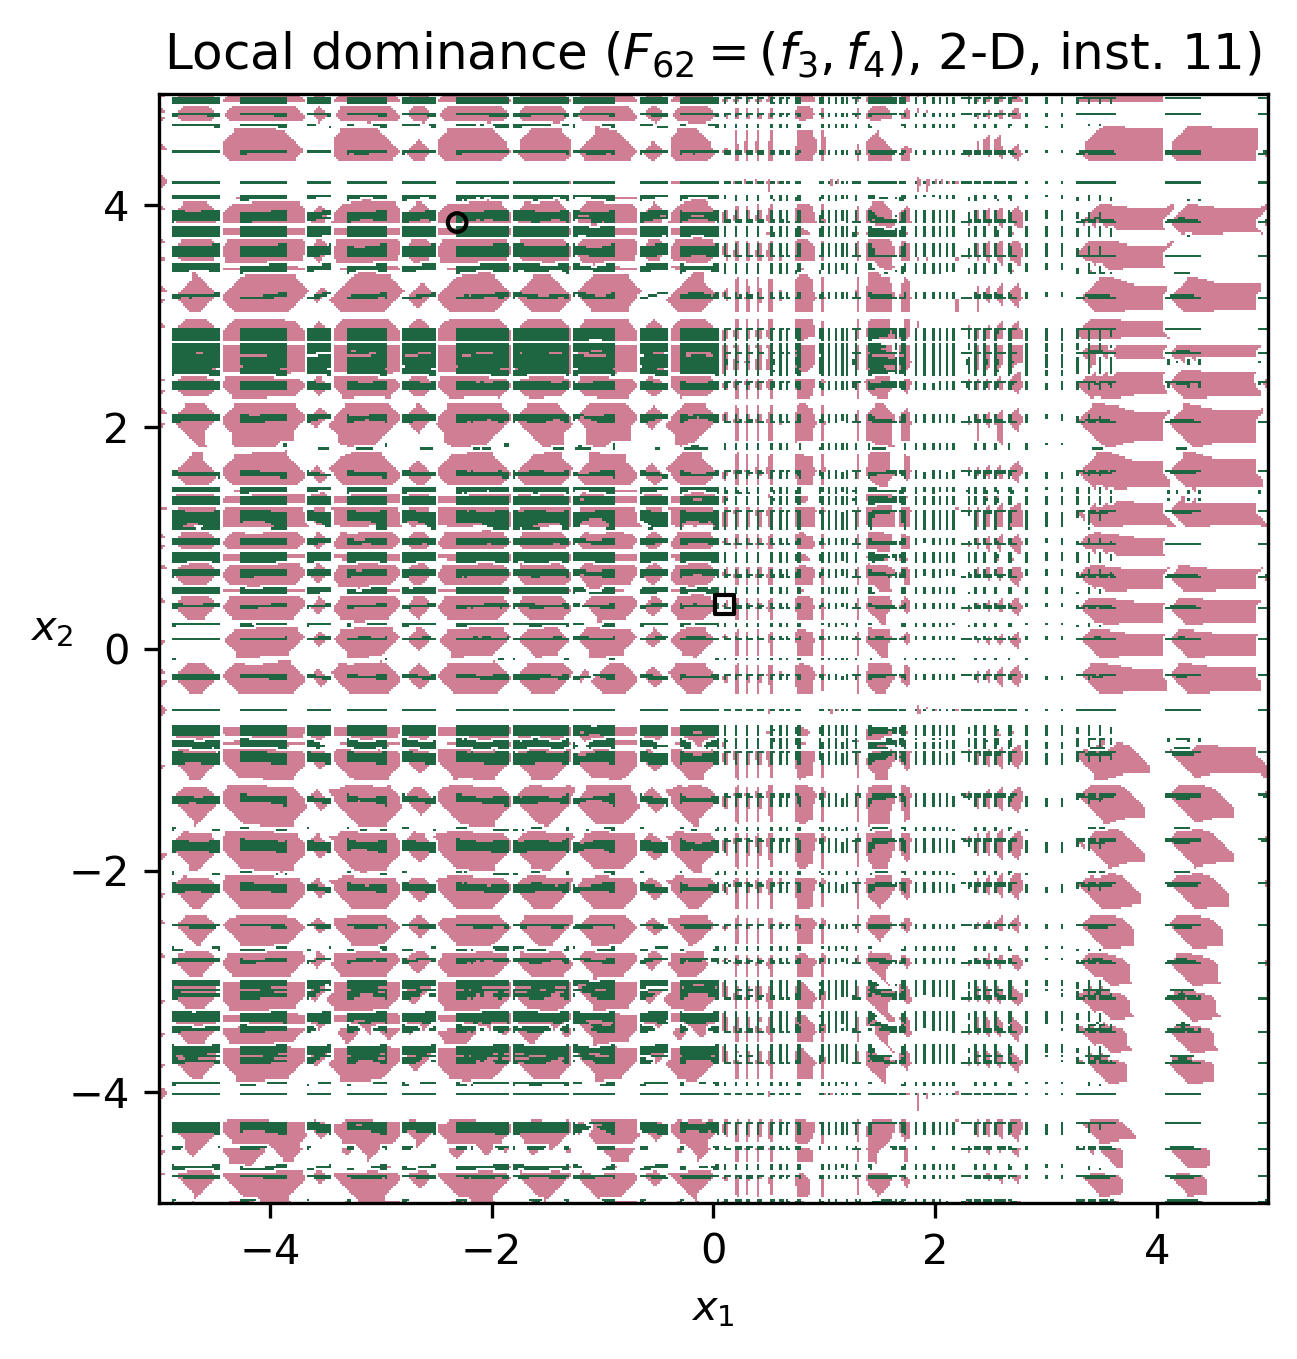 Local dominance (F₆₂ = (f₃, f₄), 2-D, inst. 11)
4
2
0
−2
−4
x₂
−4 −2 0 2 4
x₁